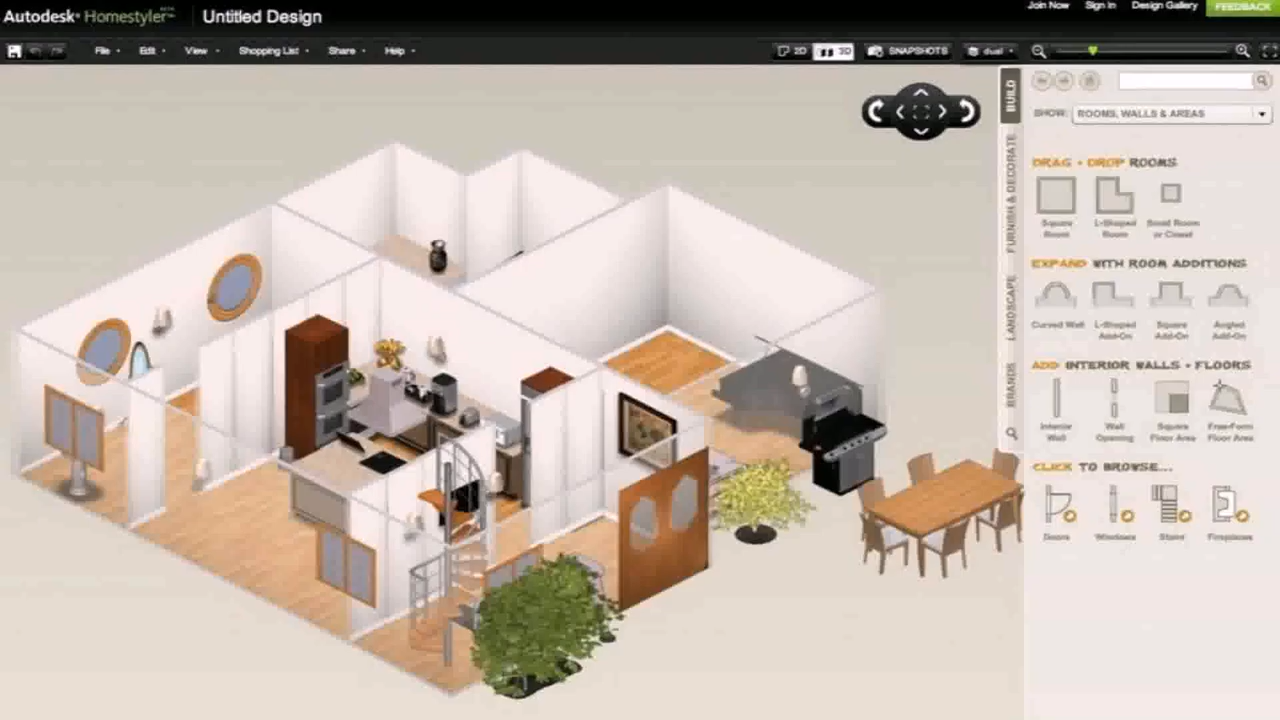 Autodesk® Homestyler™ BETA Untitled Design
Join Now Sign In Design Gallery FEEDBACK
File Edit View Shopping List Share Help
2D 3D SNAPSHOTS dual
BUILD
FURNISH & DECORATE
LANDSCAPE
BRANDS
SHOW: ROOMS, WALLS & AREAS
DRAG + DROP ROOMS
Square L-Shaped Small Room
Room Room or Closet
EXPAND WITH ROOM ADDITIONS
Curved Wall L-Shaped Square Angled
Add-On Add-On Add-On
ADD INTERIOR WALLS + FLOORS
Interior Wall Square Free-Form
Wall Opening Floor Area Floor Area
CLICK TO BROWSE...
Doors Windows Stairs Fireplaces